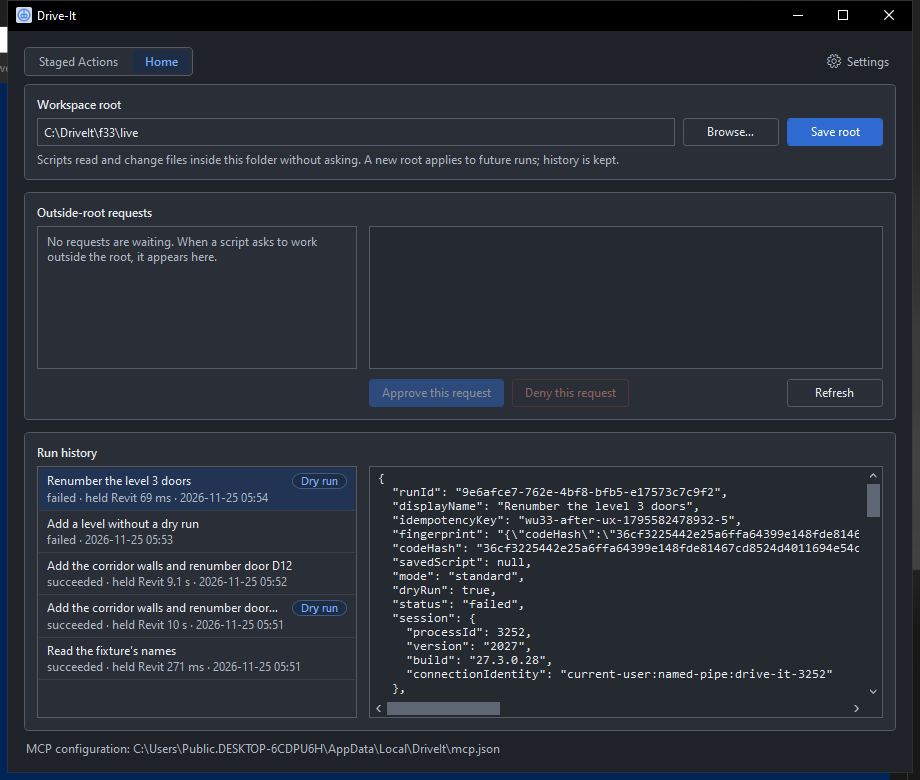 Drive-It
Staged Actions
Home
Settings
Workspace root
C:\DriveIt\f33\live
Browse...
Save root
Scripts read and change files inside this folder without asking. A new root applies to future runs; history is kept.
Outside-root requests
No requests are waiting. When a script asks to work
outside the root, it appears here.
Approve this request
Deny this request
Refresh
Run history
Renumber the level 3 doors
Dry run
failed · held Revit 69 ms · 2026-11-25 05:54
Add a level without a dry run
failed · 2026-11-25 05:53
Add the corridor walls and renumber door D12
succeeded · held Revit 9.1 s · 2026-11-25 05:52
Add the corridor walls and renumber door...
Dry run
succeeded · held Revit 10 s · 2026-11-25 05:51
Read the fixture's names
succeeded · held Revit 271 ms · 2026-11-25 05:51
{
"runId": "9e6afce7-762e-4bf8-bfb5-e17573c7c9f2",
"displayName": "Renumber the level 3 doors",
"idempotencyKey": "wu33-after-ux-1795582478932-5",
"fingerprint": "{\"codeHash\":\"36cf3225442e25a6ffa64399e148fde8146
"codeHash": "36cf3225442e25a6ffa64399e148fde81467cd8524d4011694e54c
"savedScript": null,
"mode": "standard",
"dryRun": true,
"status": "failed",
"session": {
"processId": 3252,
"version": "2027",
"build": "27.3.0.28",
"connectionIdentity": "current-user:named-pipe:drive-it-3252"
},
MCP configuration: C:\Users\Public.DESKTOP-6CDPU6H\AppData\Local\DriveIt\mcp.json